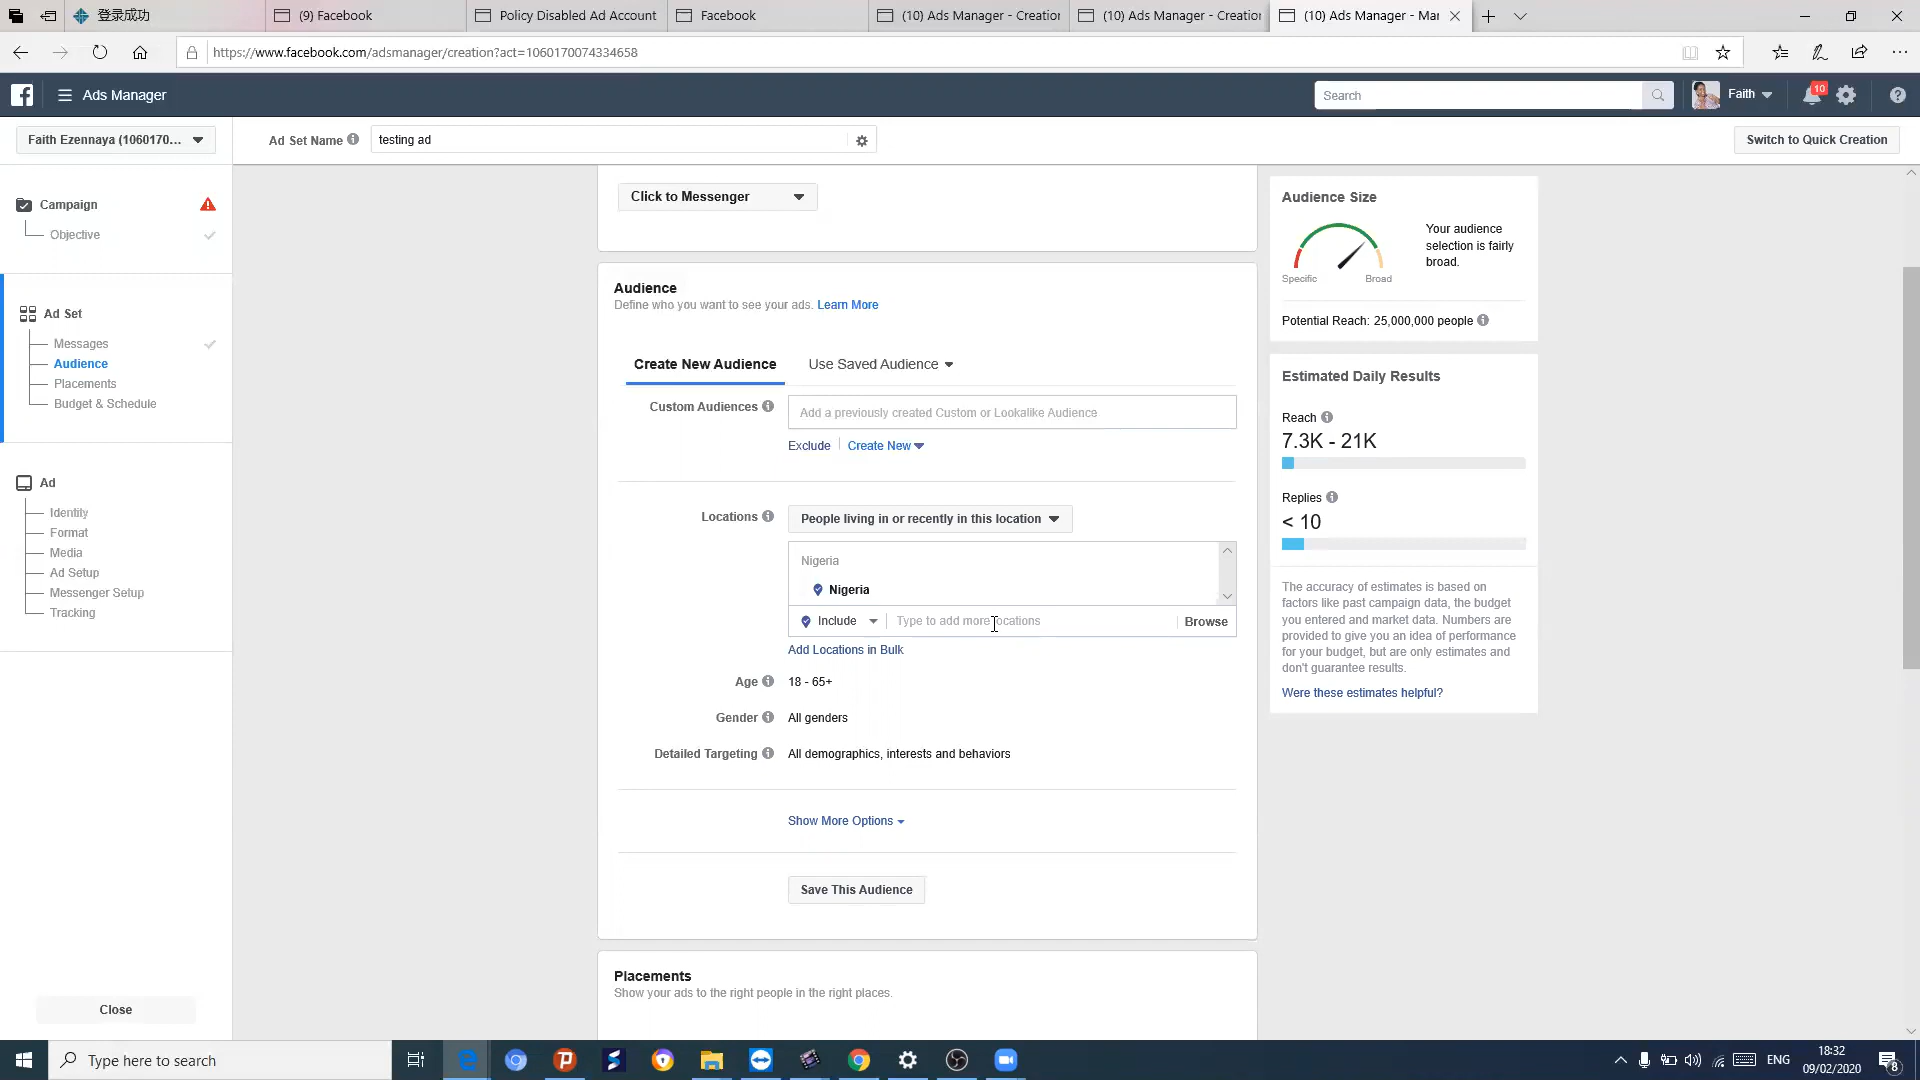 登录成功
(9) Facebook
Policy Disabled Ad Account
Facebook
(10) Ads Manager - Creation
(10) Ads Manager - Creation
(10) Ads Manager - Mar
https://www.facebook.com/adsmanager/creation?act=1060170074334658
Ads Manager
Search
Faith
10
Faith Ezennaya (1060170...
Ad Set Name
testing ad
Switch to Quick Creation
Campaign
Objective
Ad Set
Messages
Audience
Placements
Budget & Schedule
Ad
Identity
Format
Media
Ad Setup
Messenger Setup
Tracking
Close
Click to Messenger
Audience
Define who you want to see your ads. Learn More
Create New Audience
Use Saved Audience
Custom Audiences
Add a previously created Custom or Lookalike Audience
Exclude
Create New
Locations
People living in or recently in this location
Nigeria
Nigeria
Include
Type to add more locations
Browse
Add Locations in Bulk
Age
18 - 65+
Gender
All genders
Detailed Targeting
All demographics, interests and behaviors
Show More Options
Save This Audience
Placements
Show your ads to the right people in the right places.
Audience Size
Your audience
selection is fairly
broad.
Specific
Broad
Potential Reach: 25,000,000 people
Estimated Daily Results
Reach
7.3K - 21K
Replies
< 10
The accuracy of estimates is based on
factors like past campaign data, the budget
you entered and market data. Numbers are
provided to give you an idea of performance
for your budget, but are only estimates and
don't guarantee results.
Were these estimates helpful?
Type here to search
ENG
18:32
09/02/2020
8